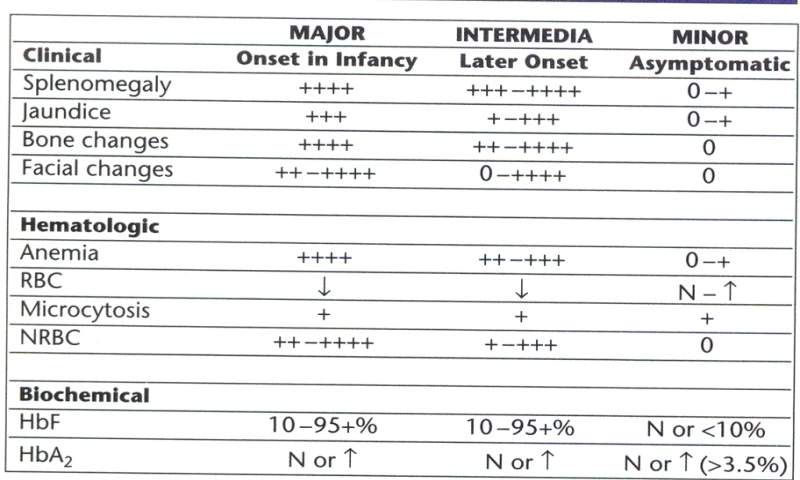 MAJOR INTERMEDIA MINOR
Clinical Onset in Infancy Later Onset Asymptomatic
Splenomegaly ++++ +++–++++ 0–+
Jaundice +++ +–+++ 0–+
Bone changes ++++ ++–++++ 0
Facial changes ++–++++ 0–++++ 0
Hematologic
Anemia ++++ ++–+++ 0–+
RBC ↓ ↓ N–↑
Microcytosis + + +
NRBC ++–++++ +–+++ 0
Biochemical
HbF 10–95+% 10–95+% N or <10%
HbA₂ N or ↑ N or ↑ N or ↑ (>3.5%)